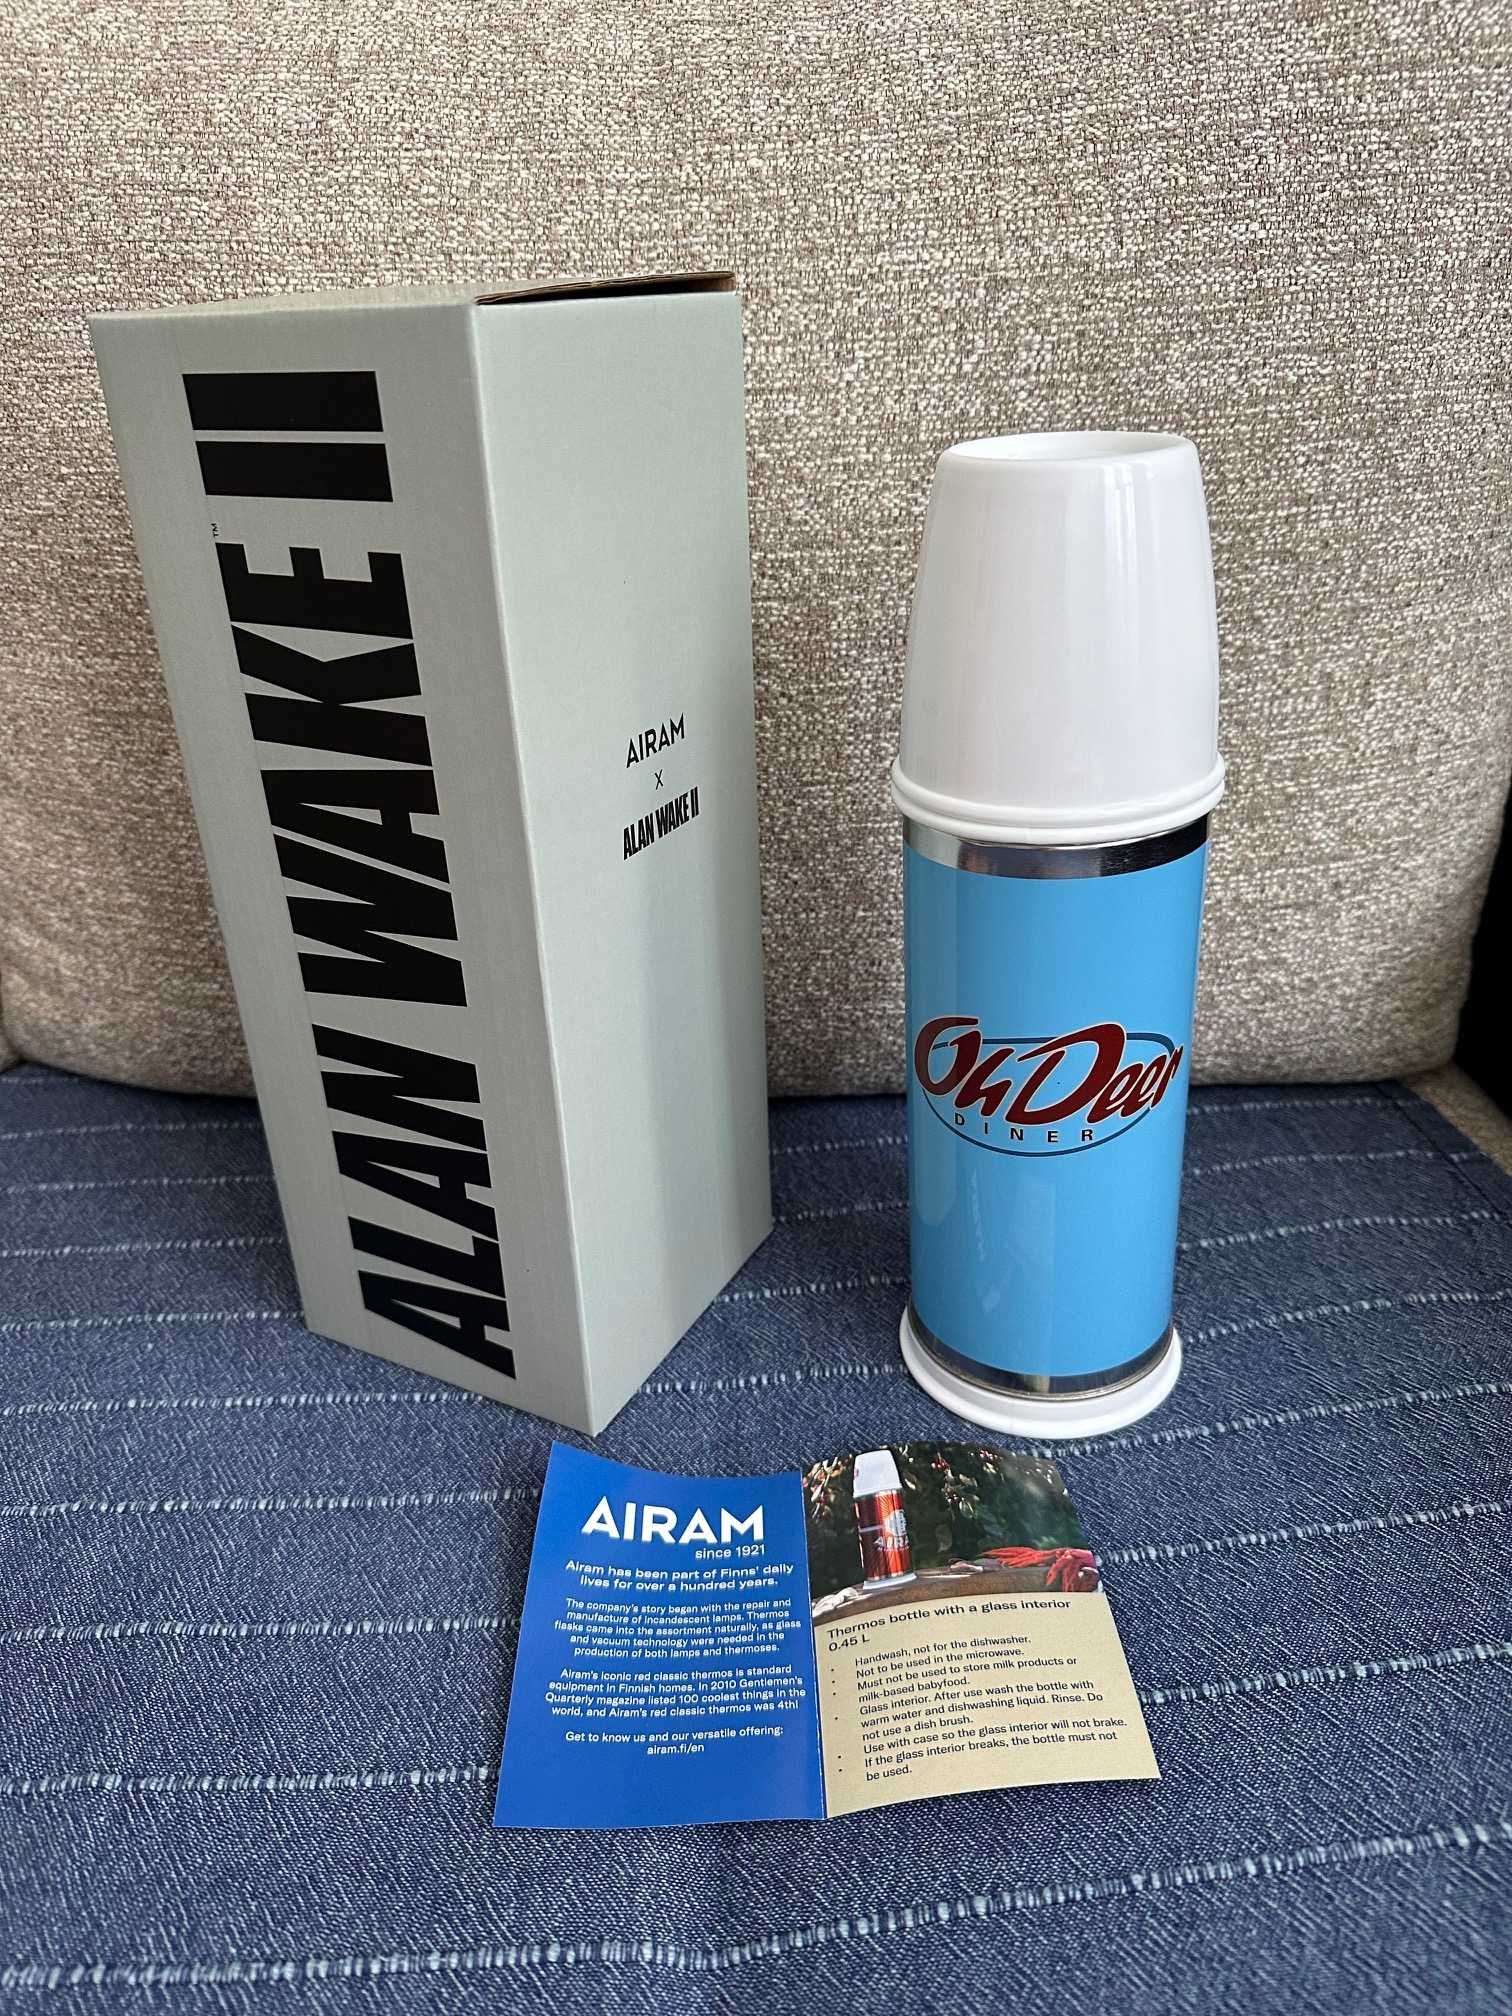 ALAN WAKE II
™
AIRAM
X
ALAN WAKE II
Oh Deer
DINER
AIRAM
since 1921
Airam has been part of Finns' daily
lives for over a hundred years.
The company's story began with the repair and
manufacture of incandescent lamps. Thermos
flasks came into the assortment naturally, as glass
and vacuum technology were needed in the
production of both lamps and thermoses.
Airam's iconic red classic thermos is standard
equipment in Finnish homes. In 2010 Gentlemen's
Quarterly magazine listed 100 coolest things in the
world, and Airam's red classic thermos was 4th!
Get to know us and our versatile offering:
airam.fi/en
AIRAM
Thermos bottle with a glass interior
0,45 L
• Handwash, not for the dishwasher.
• Not to be used in the microwave.
• Must not be used to store milk products or
milk-based babyfood.
• Glass interior. After use wash the bottle with
warm water and dishwashing liquid. Rinse. Do
not use a dish brush.
• Use with case so the glass interior will not brake.
• If the glass interior breaks, the bottle must not
be used.